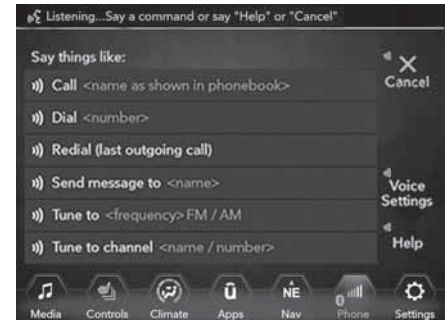 Listening...Say a command or say "Help" or "Cancel"
Say things like:
Cancel
Call <name as shown in phonebook>
Dial <number>
Redial (last outgoing call)
Send message to <name>
Voice
Settings
Tune to <frequency> FM / AM
Tune to channel <name / number>
Help
û
NE
Media Controls Climate Apps Nav Phone Settings